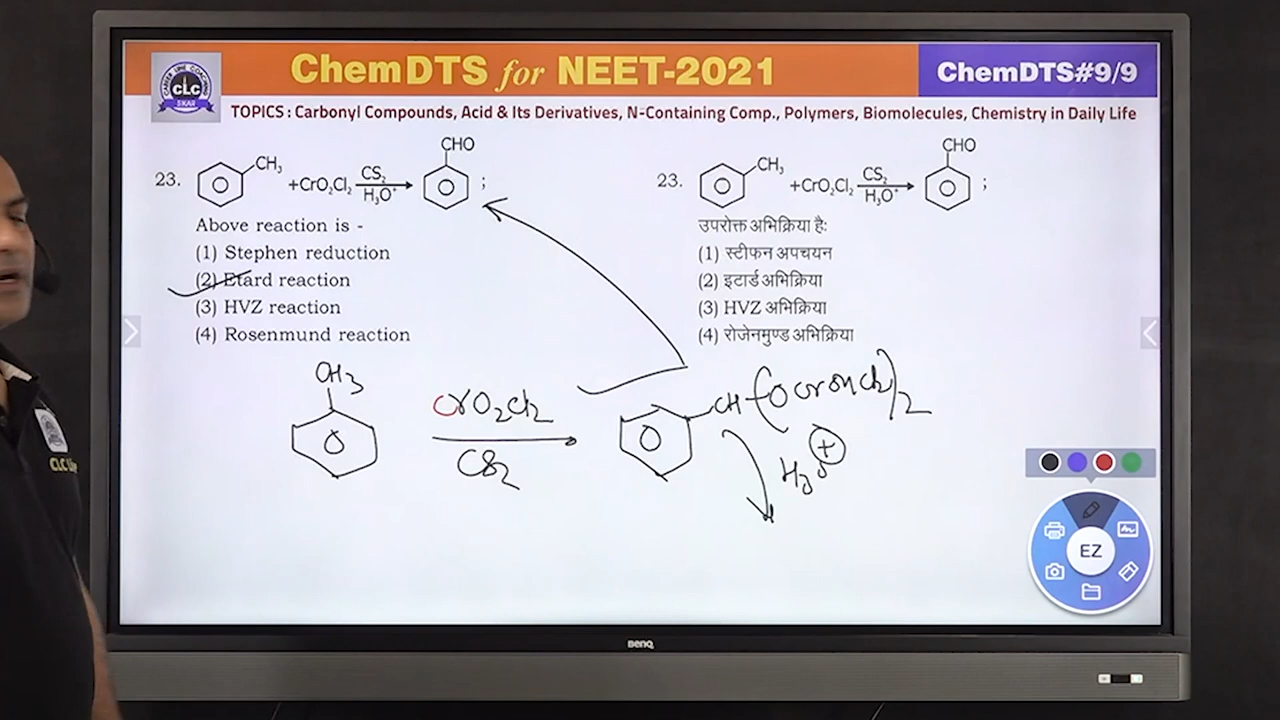 ChemDTS for NEET-2021
ChemDTS#9/9
CLC
SIKAR
TOPICS : Carbonyl Compounds, Acid & Its Derivatives, N-Containing Comp., Polymers, Biomolecules, Chemistry in Daily Life
23. CH₃ +CrO₂Cl₂ CS₂ H₃O⁺ CHO ;
Above reaction is -
(1) Stephen reduction
(2) Etard reaction
(3) HVZ reaction
(4) Rosenmund reaction
23. CH₃ +CrO₂Cl₂ CS₂ H₃O⁺ CHO ;
उपरोक्त अभिक्रिया है:
(1) स्टीफन अपचयन
(2) इटार्ड अभिक्रिया
(3) HVZ अभिक्रिया
(4) रोजेनमुण्ड अभिक्रिया
CH₃
CrO₂Cl₂
CS₂
CH-(OCrOHCl₂)₂
H₃O⊕
EZ
BenQ